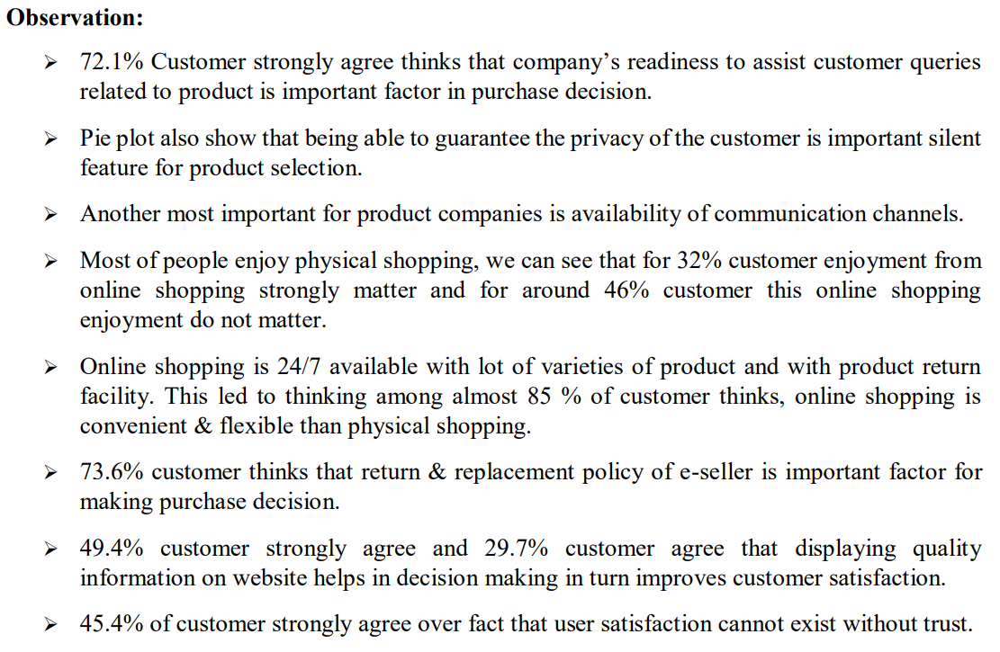 Observation:
➢ 72.1% Customer strongly agree thinks that company’s readiness to assist customer queries
related to product is important factor in purchase decision.
➢ Pie plot also show that being able to guarantee the privacy of the customer is important silent
feature for product selection.
➢ Another most important for product companies is availability of communication channels.
➢ Most of people enjoy physical shopping, we can see that for 32% customer enjoyment from
online shopping strongly matter and for around 46% customer this online shopping
enjoyment do not matter.
➢ Online shopping is 24/7 available with lot of varieties of product and with product return
facility. This led to thinking among almost 85 % of customer thinks, online shopping is
convenient & flexible than physical shopping.
➢ 73.6% customer thinks that return & replacement policy of e-seller is important factor for
making purchase decision.
➢ 49.4% customer strongly agree and 29.7% customer agree that displaying quality
information on website helps in decision making in turn improves customer satisfaction.
➢ 45.4% of customer strongly agree over fact that user satisfaction cannot exist without trust.